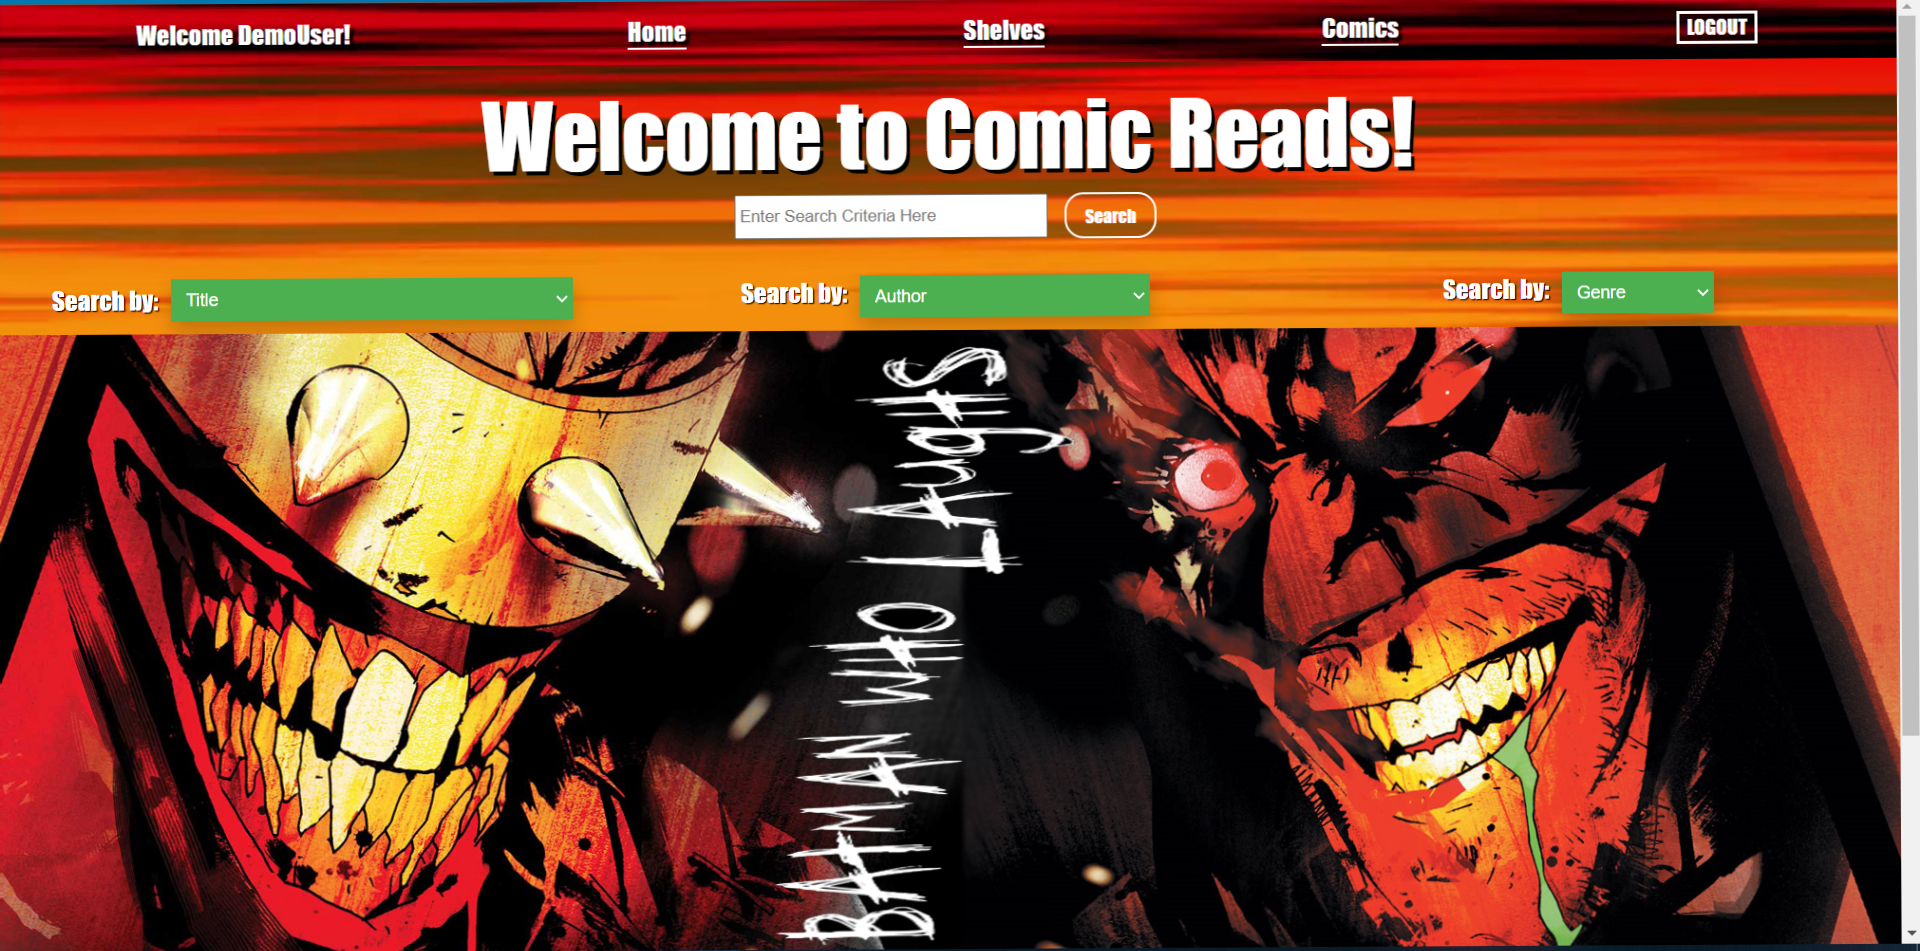 Welcome DemoUser!
Home
Shelves
Comics
LOGOUT
Welcome to Comic Reads!
Enter Search Criteria Here
Search
Search by:
Title
Search by:
Author
Search by:
Genre
BATMAN WHO LAUGHS